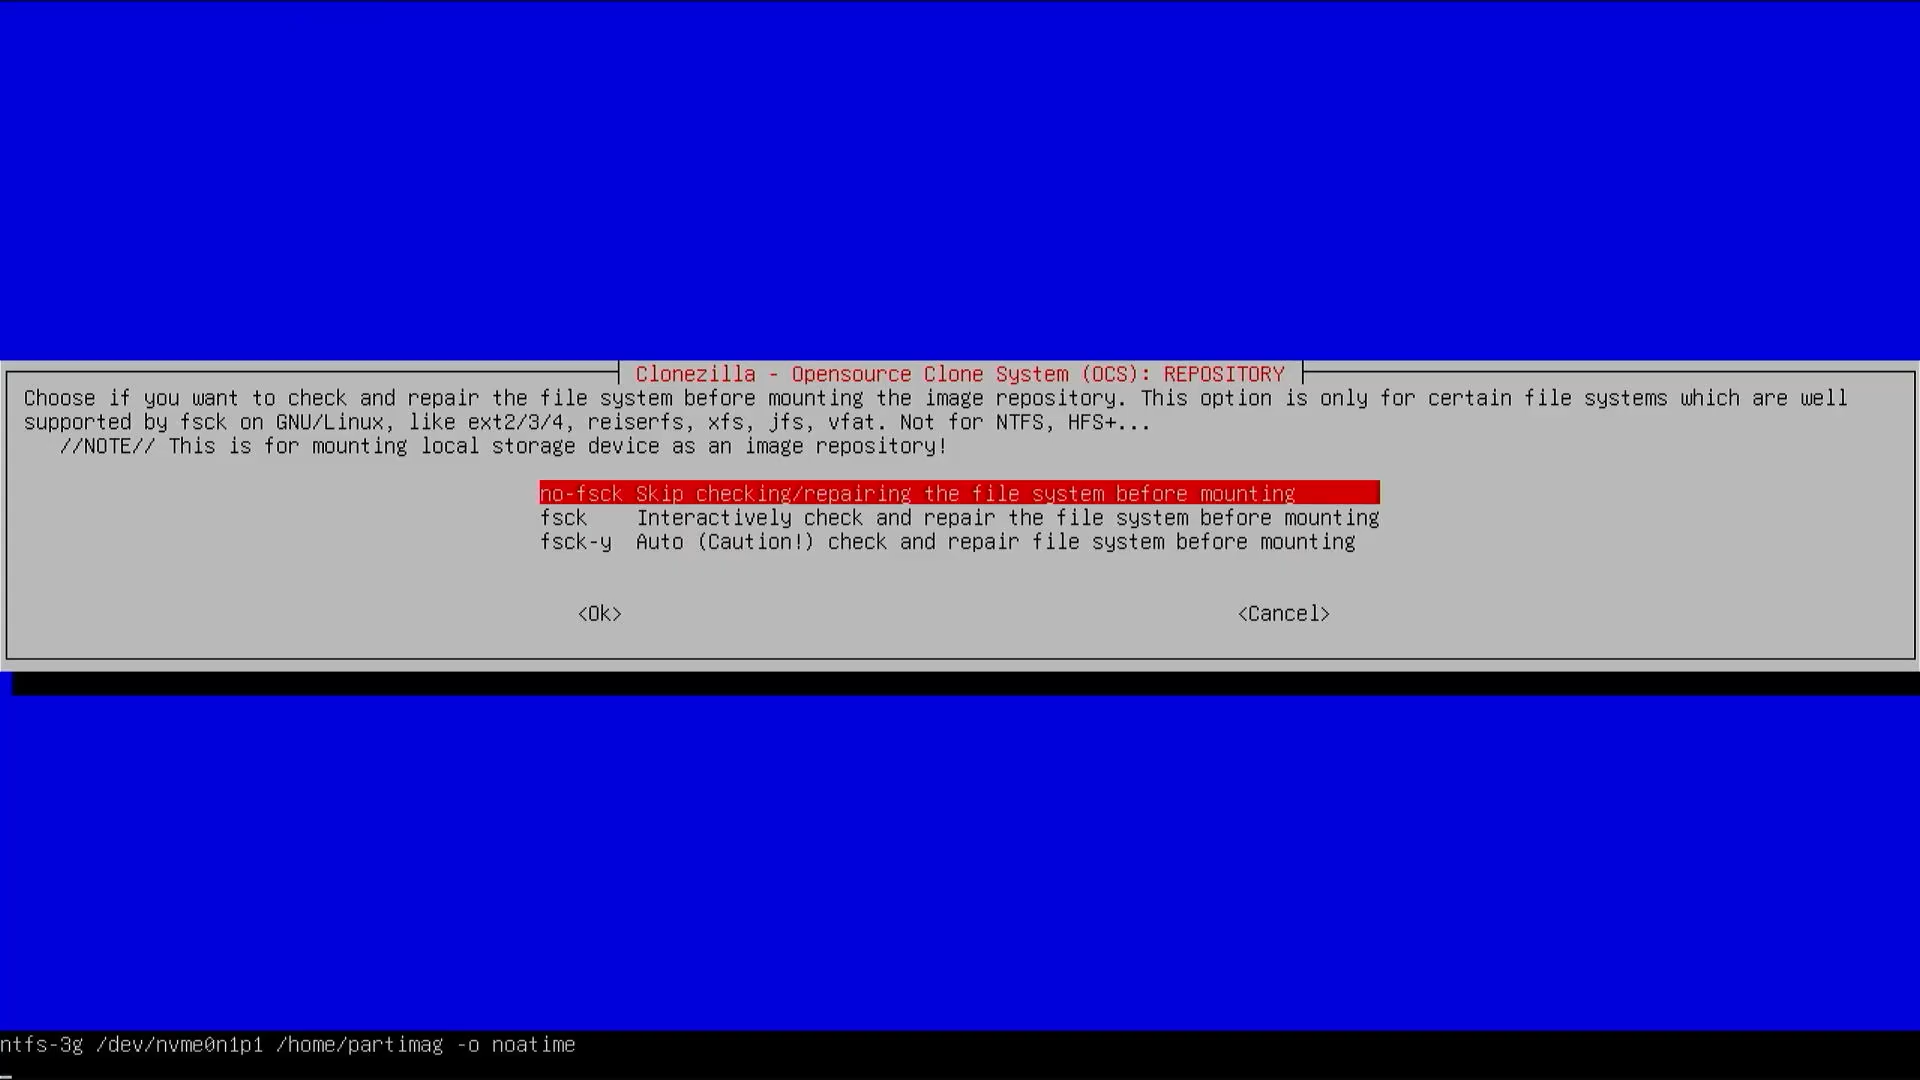 Clonezilla - Opensource Clone System (OCS): REPOSITORY
Choose if you want to check and repair the file system before mounting the image repository. This option is only for certain file systems which are well
supported by fsck on GNU/Linux, like ext2/3/4, reiserfs, xfs, jfs, vfat. Not for NTFS, HFS+...
//NOTE// This is for mounting local storage device as an image repository!
no-fsck Skip checking/repairing the file system before mounting
fsck Interactively check and repair the file system before mounting
fsck-y Auto (Caution!) check and repair file system before mounting
<Ok> <Cancel>
ntfs-3g /dev/nvme0n1p1 /home/partimag -o noatime